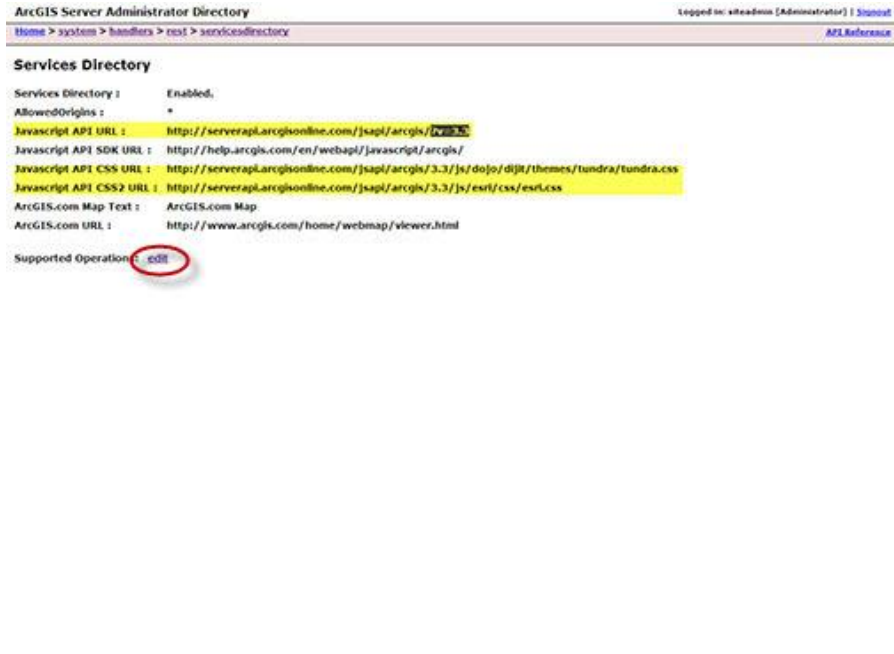 ArcGIS Server Administrator Directory
Logged in: siteadmin [Administrator] | Signout
Home > system > handlers > rest > servicesdirectory
API Reference
Services Directory
Services Directory : Enabled.
AllowedOrigins : *
Javascript API URL : http://serverapi.arcgisonline.com/jsapi/arcgis/?v=3.3
Javascript API SDK URL : http://help.arcgis.com/en/webapi/javascript/arcgis/
Javascript API CSS URL : http://serverapi.arcgisonline.com/jsapi/arcgis/3.3/js/dojo/dijit/themes/tundra/tundra.css
Javascript API CSS2 URL : http://serverapi.arcgisonline.com/jsapi/arcgis/3.3/js/esri/css/esri.css
ArcGIS.com Map Text : ArcGIS.com Map
ArcGIS.com URL : http://www.arcgis.com/home/webmap/viewer.html
Supported Operations : edit